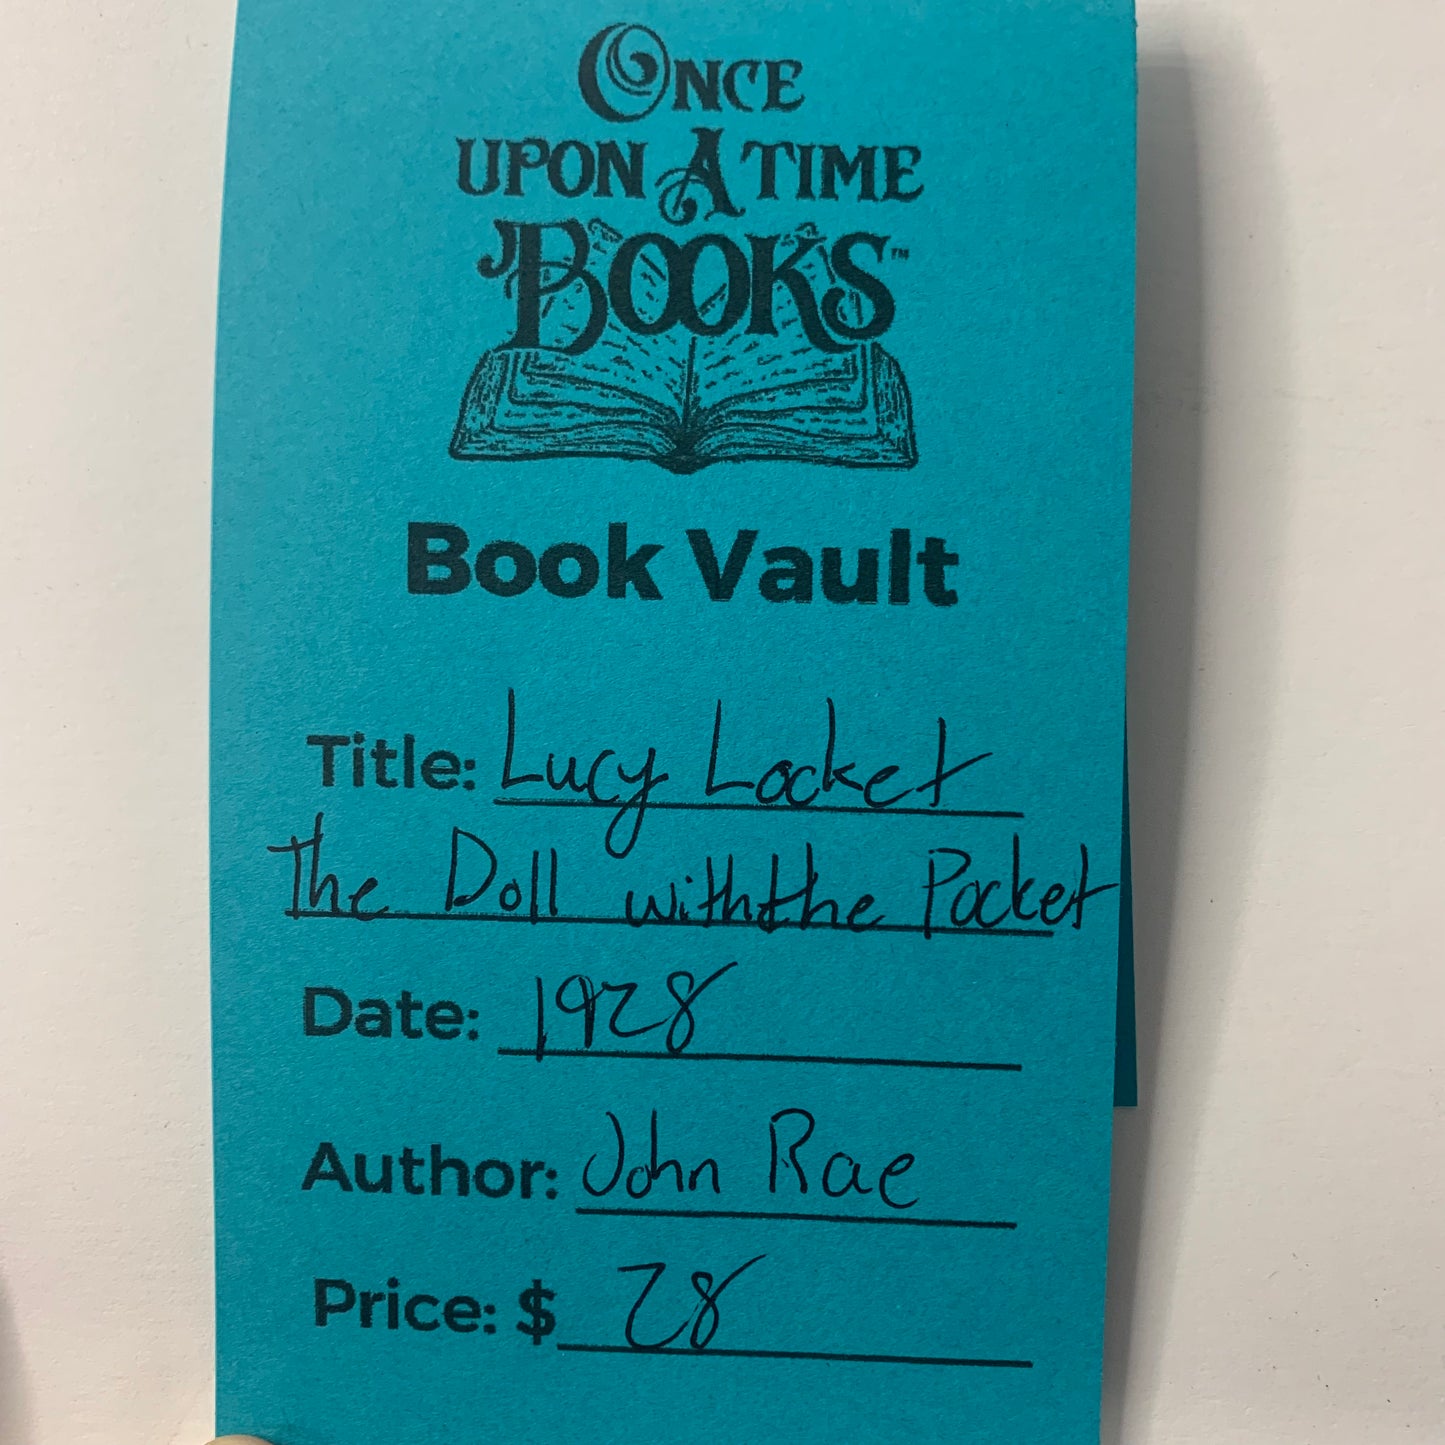 ONCE
UPON A TIME
BOOKS™
Book Vault
Title: Lucy Locket
The Doll with the Pocket
Date: 1928
Author: John Rae
Price: $ 28